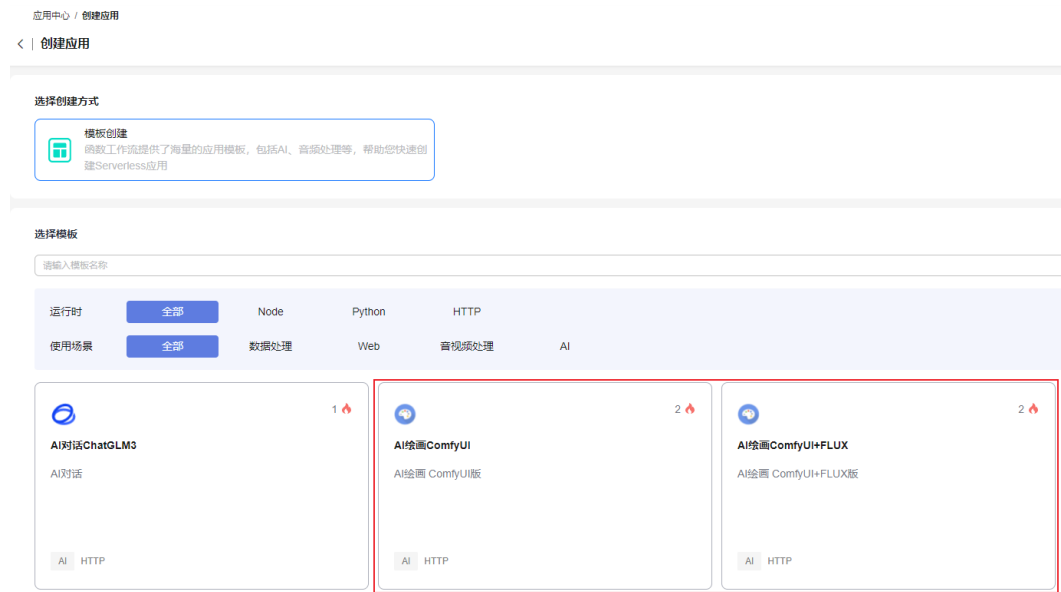 应用中心 / 创建应用
创建应用
选择创建方式
模板创建
函数工作流提供了海量的应用模板，包括AI、音频处理等，帮助您快速创
建Serverless应用
选择模板
请输入模板名称
运行时 全部 Node Python HTTP
使用场景 全部 数据处理 Web 音视频处理 AI
1 2 2
AI对话ChatGLM3 AI绘画ComfyUI AI绘画ComfyUI+FLUX
AI对话 AI绘画 ComfyUI版 AI绘画 ComfyUI+FLUX版
AI HTTP AI HTTP AI HTTP